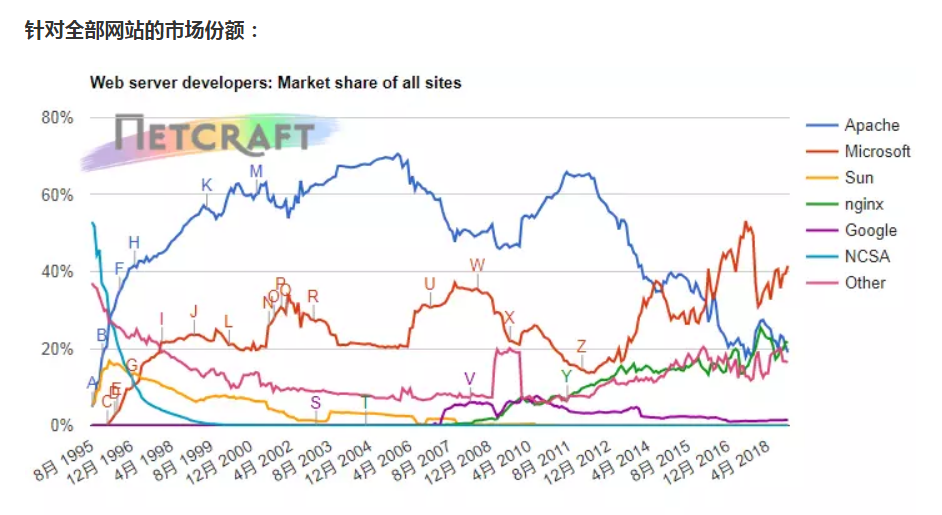 针对全部网站的市场份额：
Web server developers: Market share of all sites
NETCRAFT
80%
60%
40%
20%
0%
A
B
C
E
F
G
H
I
J
K
L
M
N
O
P
Q
R
S
T
U
V
W
X
Y
Z
8月 1995
12月 1996
4月 1998
8月 1999
12月 2000
4月 2002
8月 2003
12月 2004
4月 2006
8月 2007
12月 2008
4月 2010
8月 2011
12月 2012
4月 2014
8月 2015
12月 2016
4月 2018
Apache
Microsoft
Sun
nginx
Google
NCSA
Other